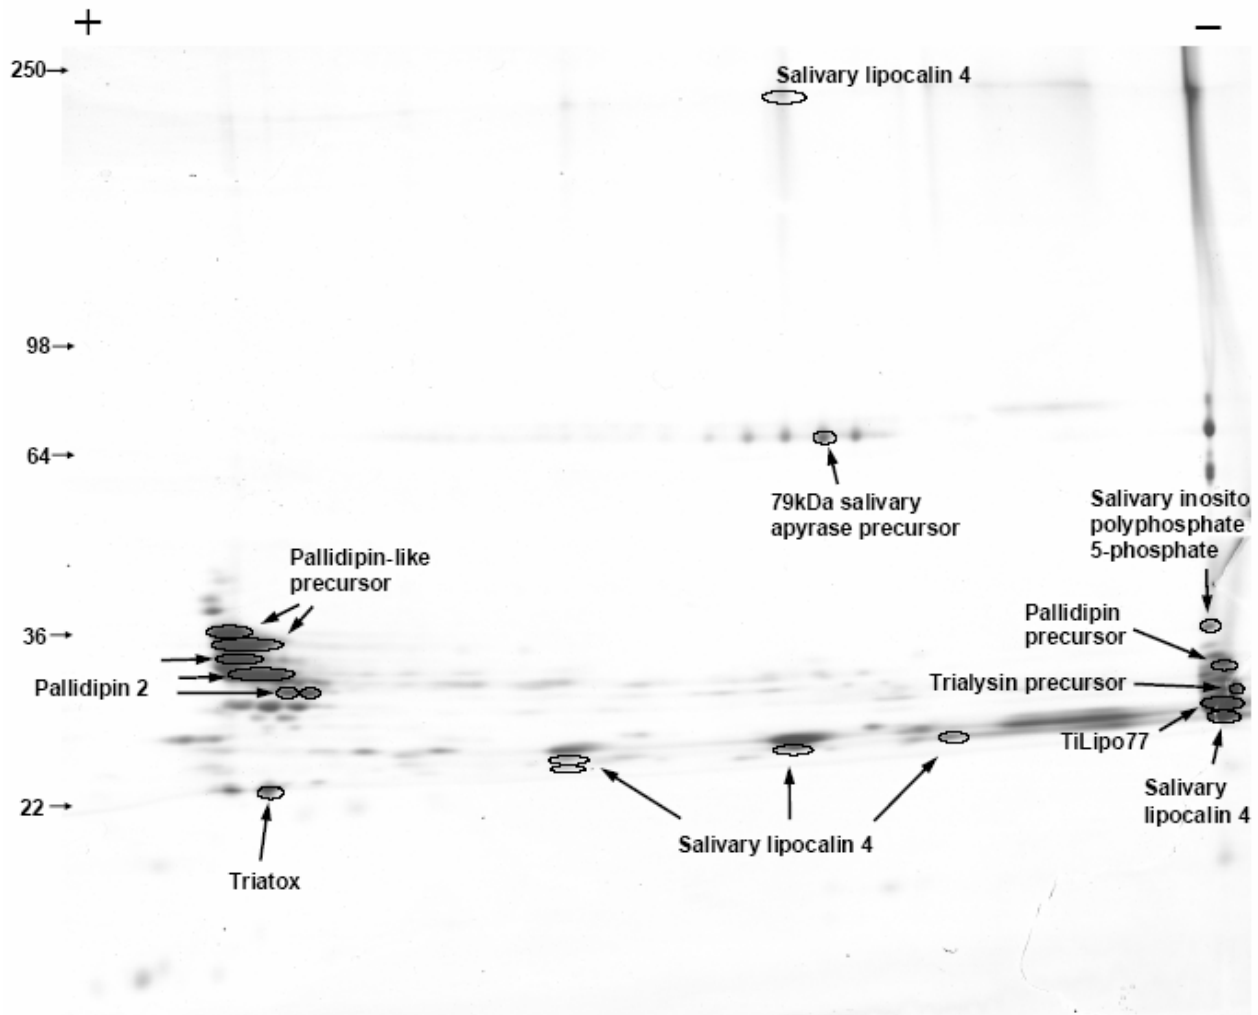 +
−
250
Salivary lipocalin 4
98
64
79kDa salivary
apyrase precursor
Salivary inosito
polyphosphate
5-phosphate
Pallidipin-like
precursor
36
Pallidipin
precursor
Pallidipin 2
Trialysin precursor
TiLipo77
22
Salivary
lipocalin 4
Salivary lipocalin 4
Triatox